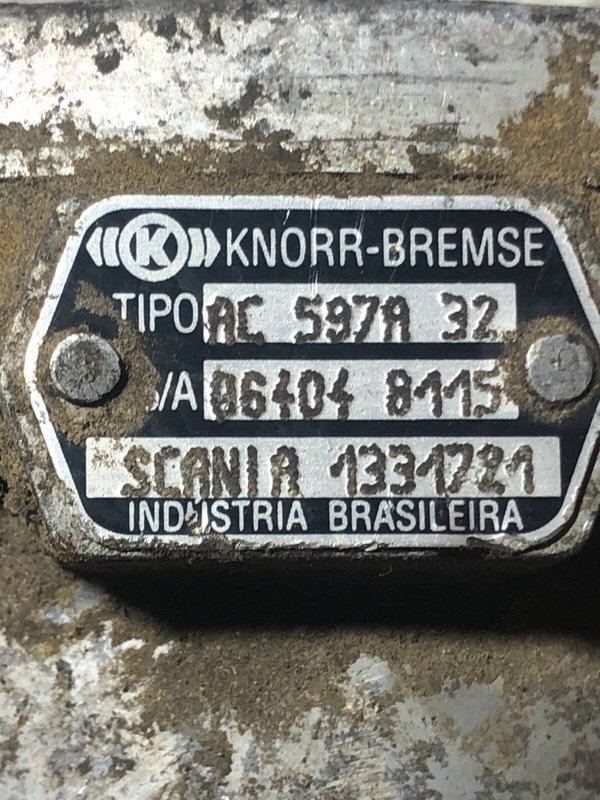 K KNORR-BREMSE
TIPO AC 597A 32
/A 06404 8115
SCANIA 1331721
INDÚSTRIA BRASILEIRA